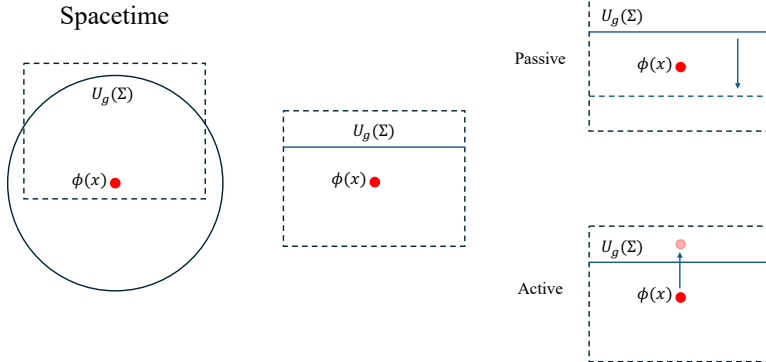 Spacetime
U_g(Σ)
ϕ(x)
U_g(Σ)
ϕ(x)
Passive
U_g(Σ)
ϕ(x)
Active
U_g(Σ)
ϕ(x)